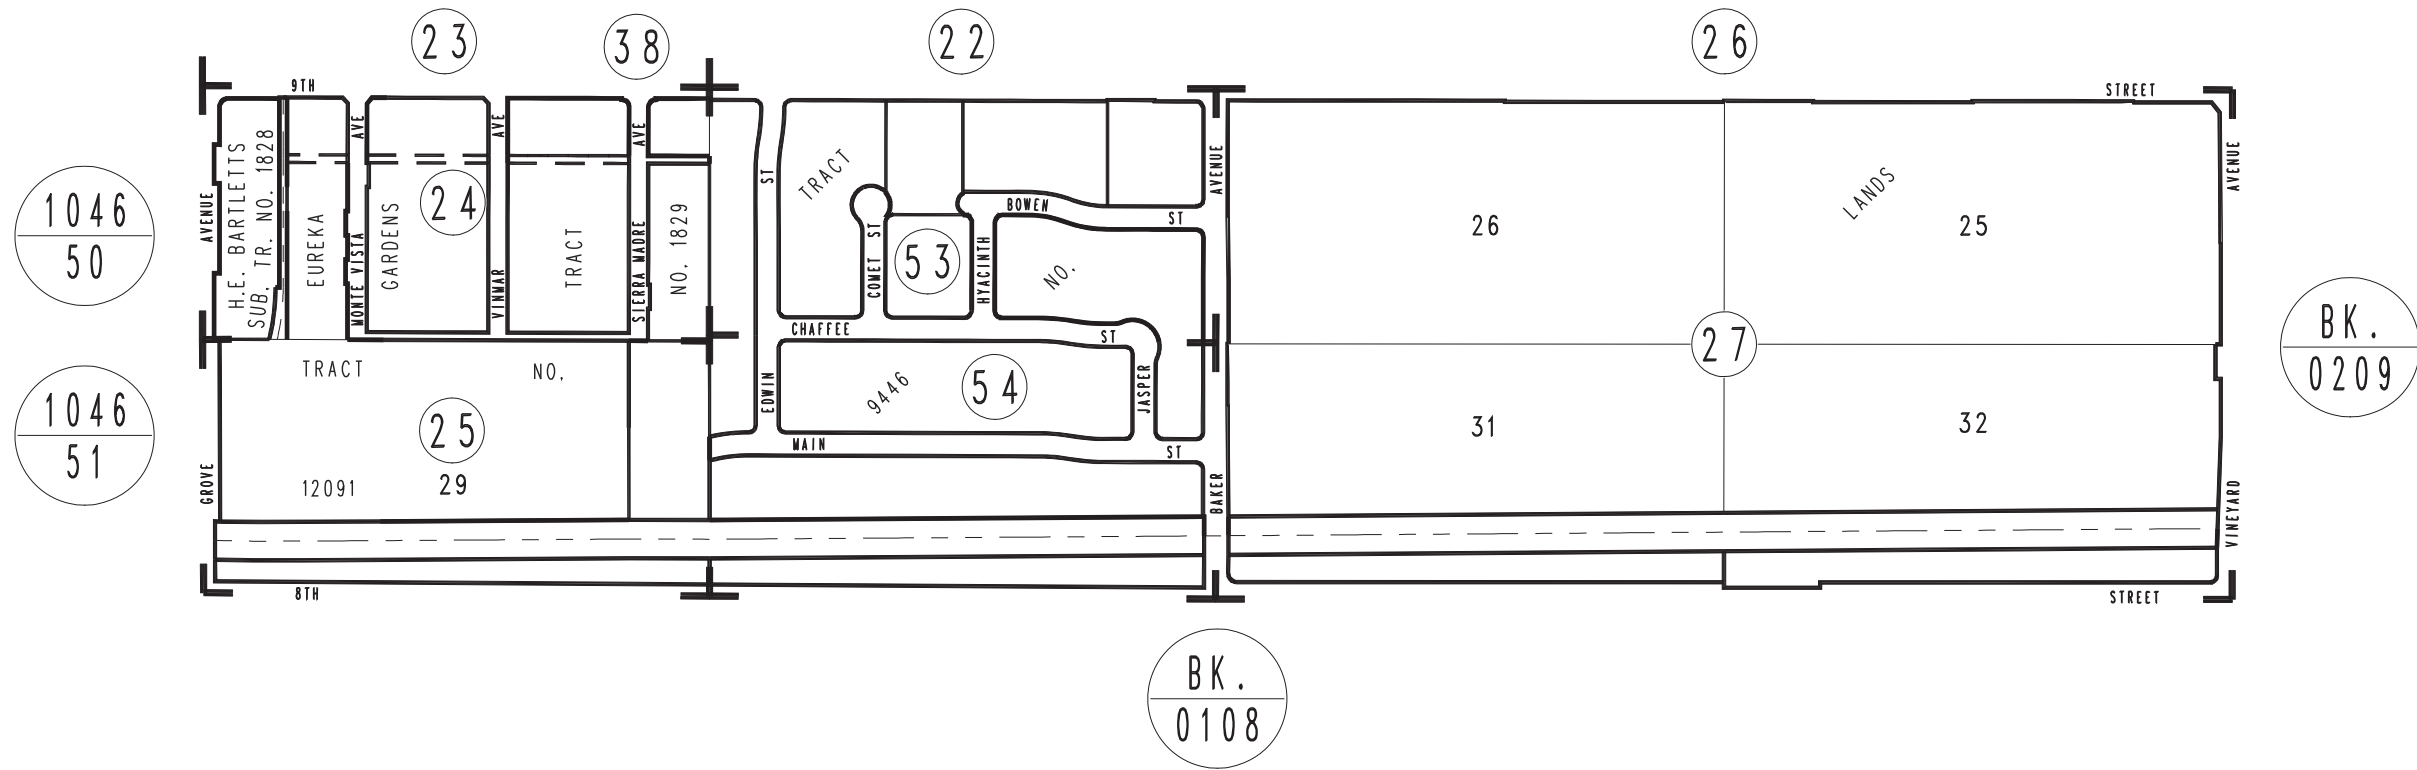 23
38
22
26
9TH
STREET
1046
50
AVENUE
H.E. BARTLETTS
SUB. TR. NO. 1828
EUREKA
AVE
MONTE VISTA
GARDENS
24
AVE
VINMAR
TRACT
AVE
SIERRA MADRE
NO. 1829
ST
EDWIN
TRACT
COMET ST
53
HYACINTH
BOWEN
ST
NO.
AVENUE
26
LANDS
25
AVENUE
CHAFFEE
ST
27
BK.
0209
1046
51
TRACT
NO.
25
29
12091
GROVE
9446
54
JASPER
MAIN
ST
BAKER
31
32
VINEYARD
8TH
STREET
BK.
0108